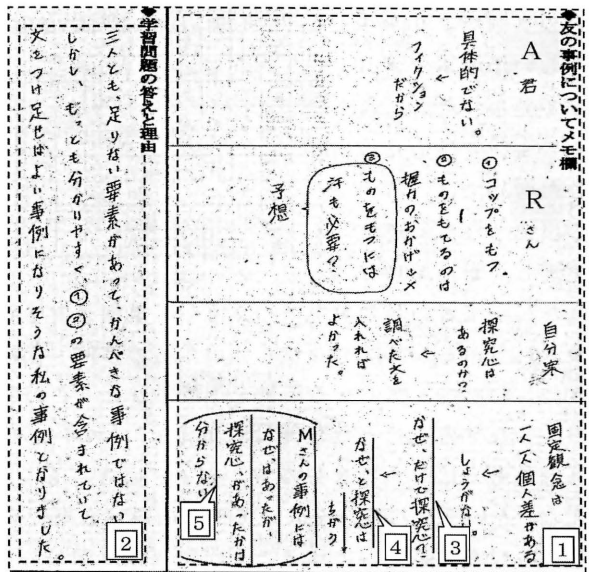 ◆友の事例についてメモ欄
A君
具体的でない。
↑
フィクション
だから
Rさん
① コップをもつ。
② ものをもてるのは
握力のおかげ
③ ものをもつには
汗も必要?
予想
自分案
探究心は
あるのか?
↓
調べた文を
入れれば
よかった。
固定観念は
一人一人個人差がある
↓
しょうがない。
なぜ、だけで探究心?
↓
なぜ、と探究心は
ちがう。
Mさんの事例には
なぜ、はあったが、
探究心、があったかは
分からない
1
3
4
5
◆学習問題の答えと理由
三人とも、足りない要素があって、かんぺきな事例ではない
しかし、もっとも分かりやすく、①②の要素が含まれていて
文をつけ足せばよい事例になりそうな私の事例となりました。
2